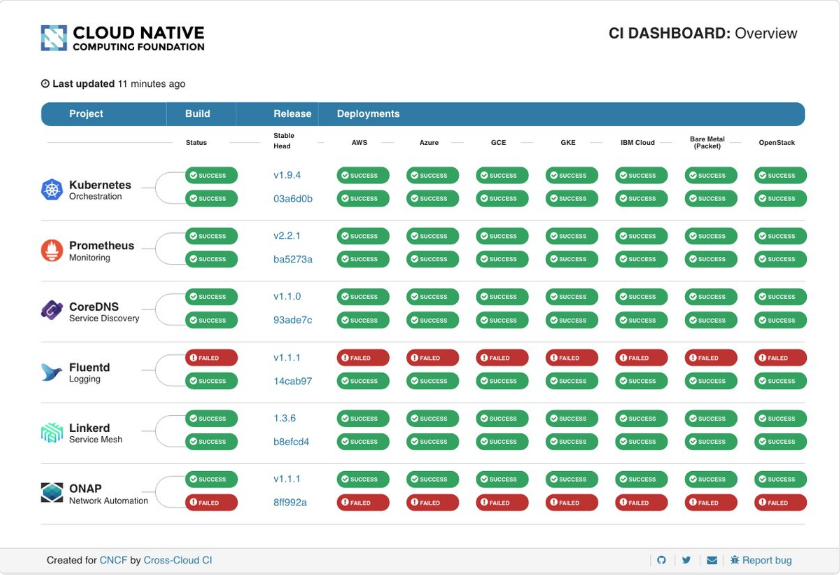 CLOUD NATIVE
COMPUTING FOUNDATION
CI DASHBOARD: Overview
Last updated 11 minutes ago
Project Build Release Deployments
Status Stable Head AWS Azure GCE GKE IBM Cloud Bare Metal (Packet) OpenStack
Kubernetes
Orchestration
SUCCESS v1.9.4 SUCCESS SUCCESS SUCCESS SUCCESS SUCCESS SUCCESS SUCCESS
SUCCESS 03a6d0b SUCCESS SUCCESS SUCCESS SUCCESS SUCCESS SUCCESS SUCCESS
Prometheus
Monitoring
SUCCESS v2.2.1 SUCCESS SUCCESS SUCCESS SUCCESS SUCCESS SUCCESS SUCCESS
SUCCESS ba5273a SUCCESS SUCCESS SUCCESS SUCCESS SUCCESS SUCCESS SUCCESS
CoreDNS
Service Discovery
SUCCESS v1.1.0 SUCCESS SUCCESS SUCCESS SUCCESS SUCCESS SUCCESS SUCCESS
SUCCESS 93ade7c SUCCESS SUCCESS SUCCESS SUCCESS SUCCESS SUCCESS SUCCESS
Fluentd
Logging
FAILED v1.1.1 FAILED FAILED FAILED FAILED FAILED FAILED FAILED
SUCCESS 14cab97 SUCCESS SUCCESS SUCCESS SUCCESS SUCCESS SUCCESS SUCCESS
Linkerd
Service Mesh
SUCCESS 1.3.6 SUCCESS SUCCESS SUCCESS SUCCESS SUCCESS SUCCESS SUCCESS
SUCCESS b8efcd4 SUCCESS SUCCESS SUCCESS SUCCESS SUCCESS SUCCESS SUCCESS
ONAP
Network Automation
SUCCESS v1.1.1 SUCCESS SUCCESS SUCCESS SUCCESS SUCCESS SUCCESS SUCCESS
FAILED 8ff992a FAILED FAILED FAILED FAILED FAILED FAILED FAILED
Created for CNCF by Cross-Cloud CI
Report bug